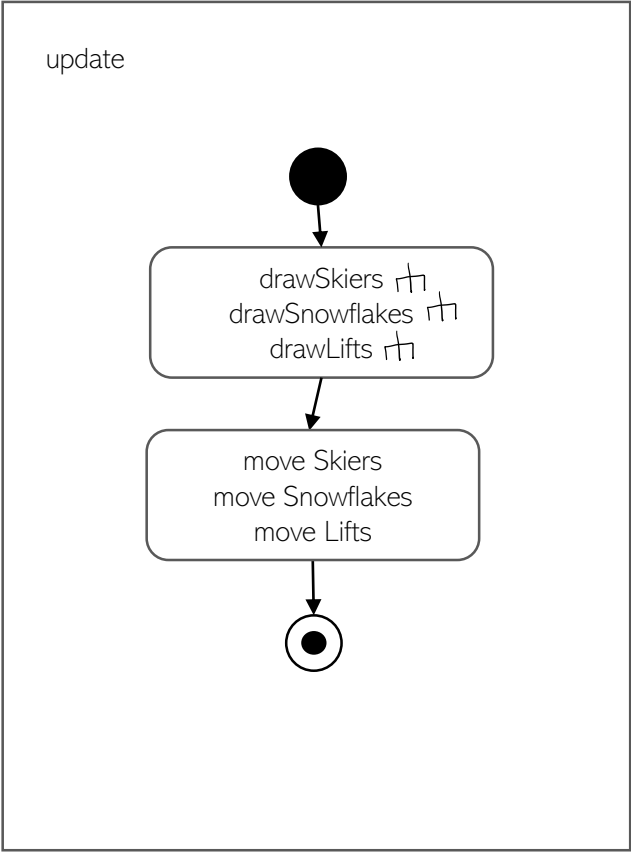 update
drawSkiers
drawSnowflakes
drawLifts
move Skiers
move Snowflakes
move Lifts